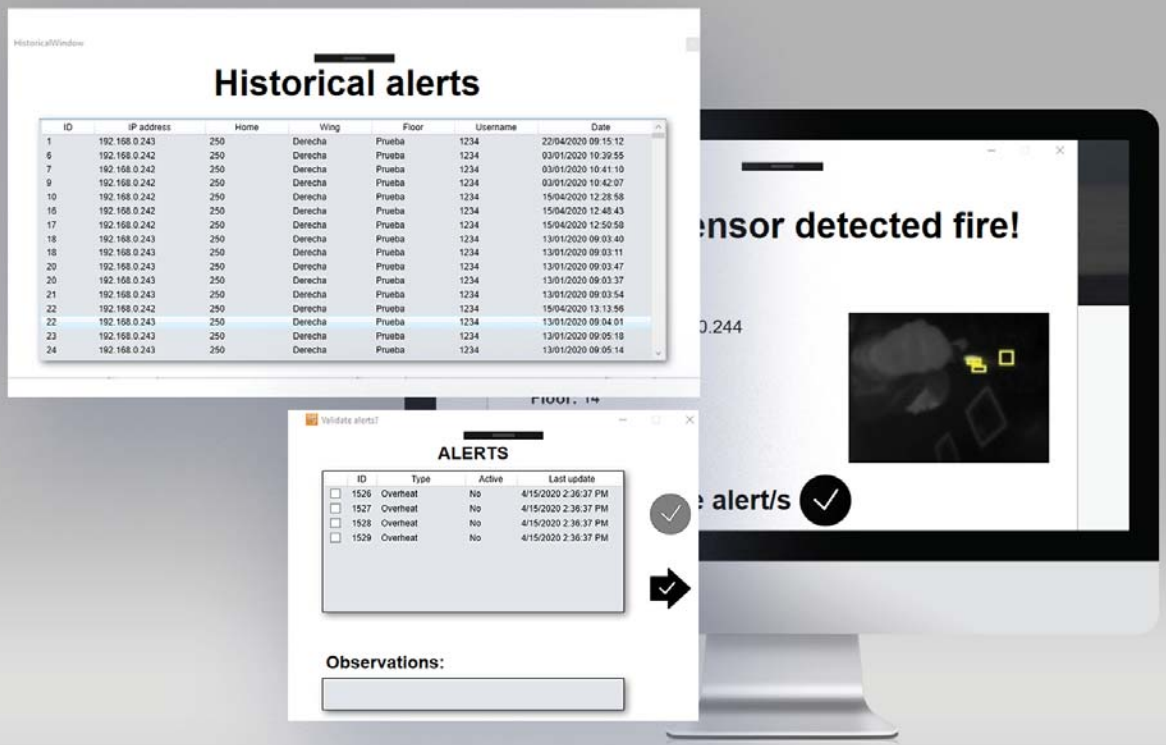 HistoricalWindow
Historical alerts
ID IP address Home Wing Floor Username Date
1 192.168.0.243 250 Derecha Prueba 1234 22/04/2020 09:15:12
6 192.168.0.242 250 Derecha Prueba 1234 03/01/2020 10:39:55
7 192.168.0.242 250 Derecha Prueba 1234 03/01/2020 10:41:10
9 192.168.0.242 250 Derecha Prueba 1234 03/01/2020 10:42:07
10 192.168.0.242 250 Derecha Prueba 1234 15/04/2020 12:28:58
16 192.168.0.242 250 Derecha Prueba 1234 15/04/2020 12:48:43
17 192.168.0.242 250 Derecha Prueba 1234 15/04/2020 12:50:58
18 192.168.0.243 250 Derecha Prueba 1234 13/01/2020 09:03:40
18 192.168.0.243 250 Derecha Prueba 1234 13/01/2020 09:03:11
20 192.168.0.243 250 Derecha Prueba 1234 13/01/2020 09:03:47
20 192.168.0.243 250 Derecha Prueba 1234 13/01/2020 09:03:37
21 192.168.0.243 250 Derecha Prueba 1234 13/01/2020 09:03:54
22 192.168.0.242 250 Derecha Prueba 1234 15/04/2020 13:13:56
22 192.168.0.243 250 Derecha Prueba 1234 13/01/2020 09:04:01
23 192.168.0.243 250 Derecha Prueba 1234 13/01/2020 09:05:18
24 192.168.0.243 250 Derecha Prueba 1234 13/01/2020 09:05:14
ensor detected fire!
0.244
Floor: 14
e alert/s
Validate alerts?
ALERTS
ID Type Active Last update
1526 Overheat No 4/15/2020 2:36:37 PM
1527 Overheat No 4/15/2020 2:36:37 PM
1528 Overheat No 4/15/2020 2:36:37 PM
1529 Overheat No 4/15/2020 2:36:37 PM
Observations: